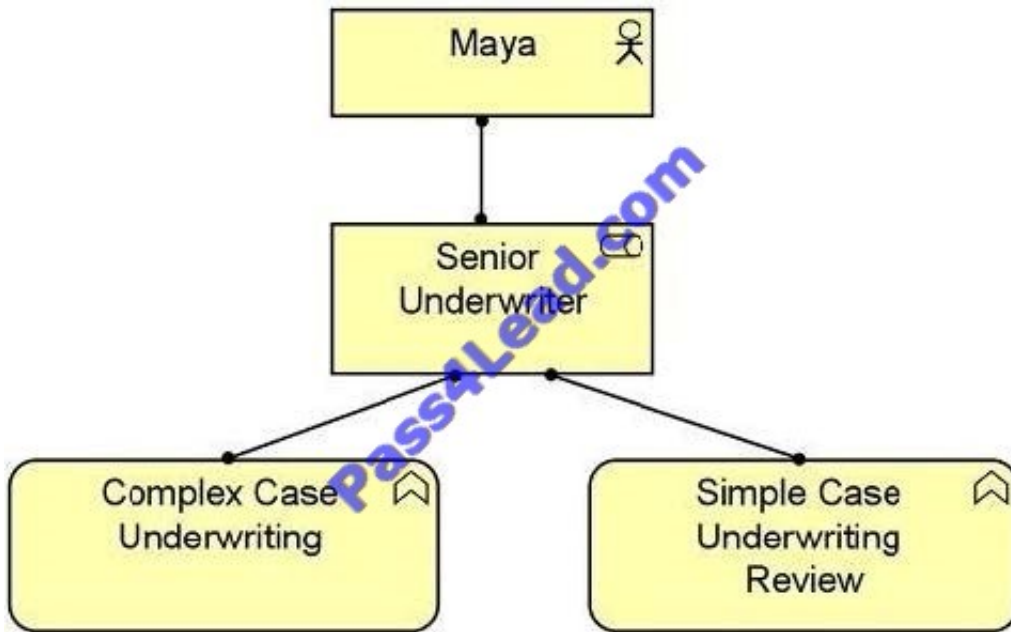 Maya
Senior
Underwriter
Pass4Lead.com
Complex Case
Underwriting
Simple Case
Underwriting
Review